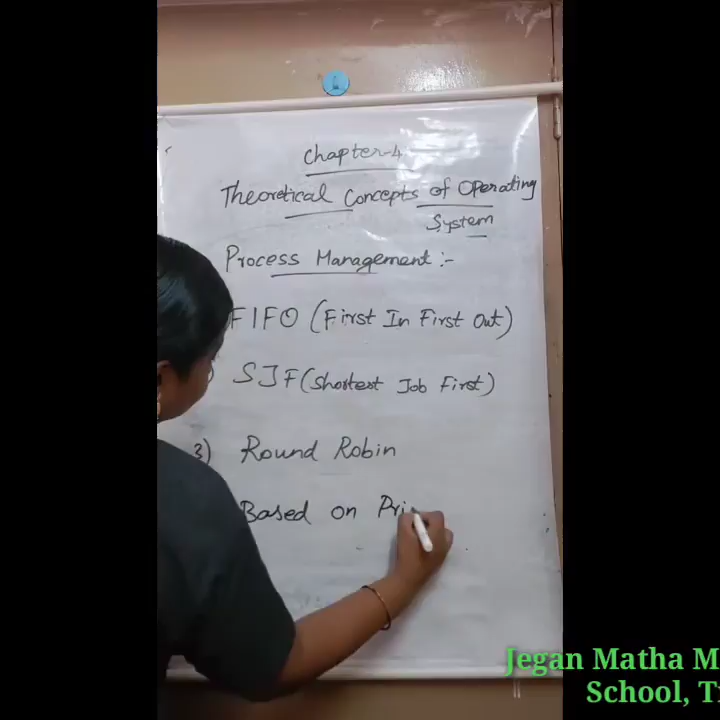 Chapter-4
Theoretical Concepts of Operating
System
Process Management :-
FIFO (First In First Out)
SJF (Shortest Job First)
3) Round Robin
Based on Pri
Jegan Matha M
School, T